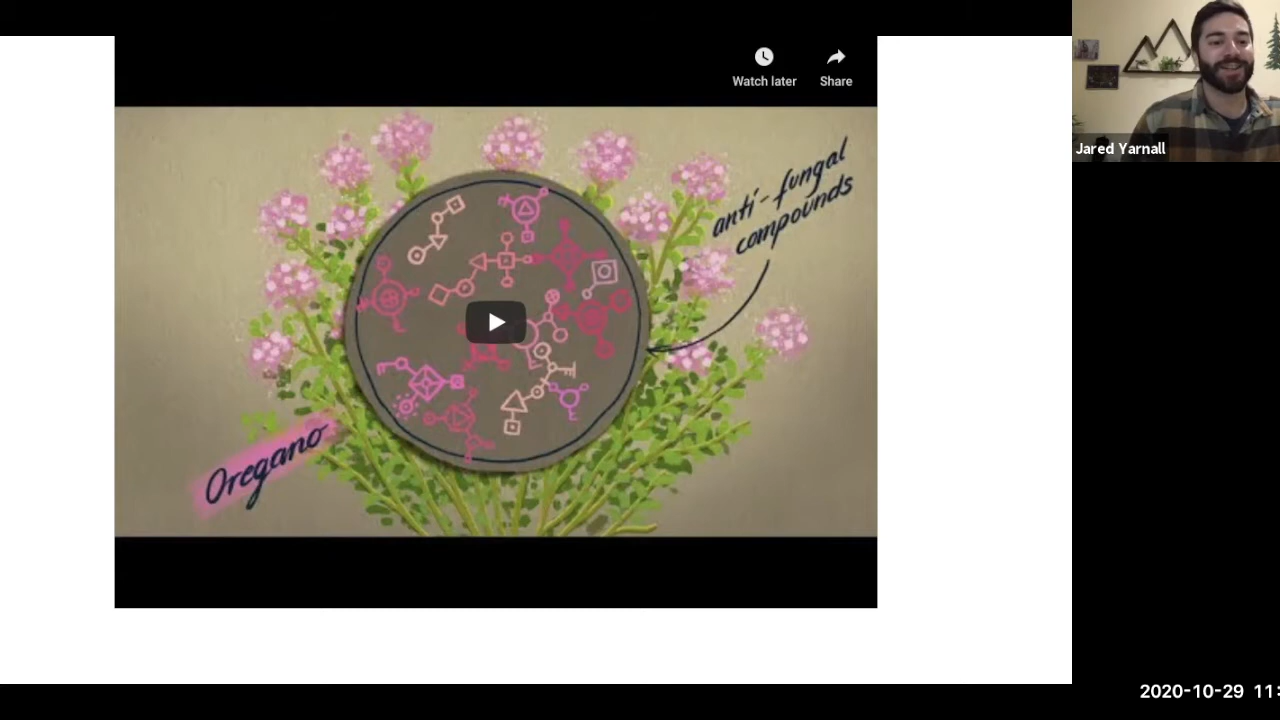 Watch later
Share
Jared Yarnall
anti-fungal
compounds
Oregano
2020-10-29 11: